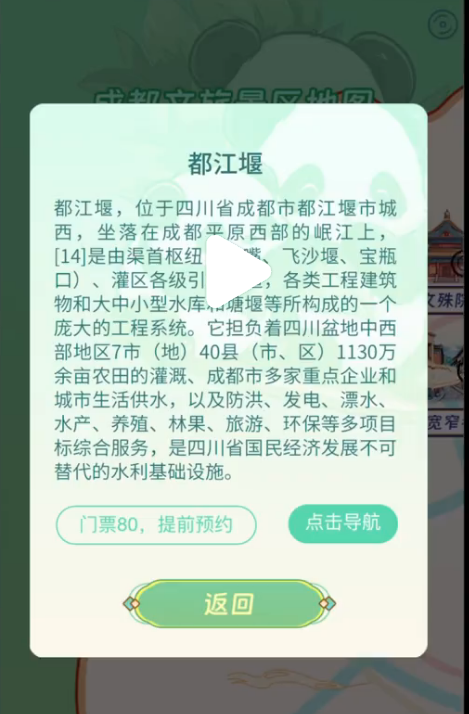 成都文旅景区地图
都江堰
都江堰，位于四川省成都市都江堰市城
西，坐落在成都平原西部的岷江上，
[14]是由渠首枢纽嘴、飞沙堰、宝瓶
口）、灌区各级引道，各类工程建筑
物和大中小型水库和塘堰等所构成的一个
庞大的工程系统。它担负着四川盆地中西
部地区7市（地）40县（市、区）1130万
余亩农田的灌溉、成都市多家重点企业和
城市生活供水，以及防洪、发电、漂水、
水产、养殖、林果、旅游、环保等多项目
标综合服务，是四川省国民经济发展不可
替代的水利基础设施。
文殊院
宽窄
门票80，提前预约
点击导航
返回